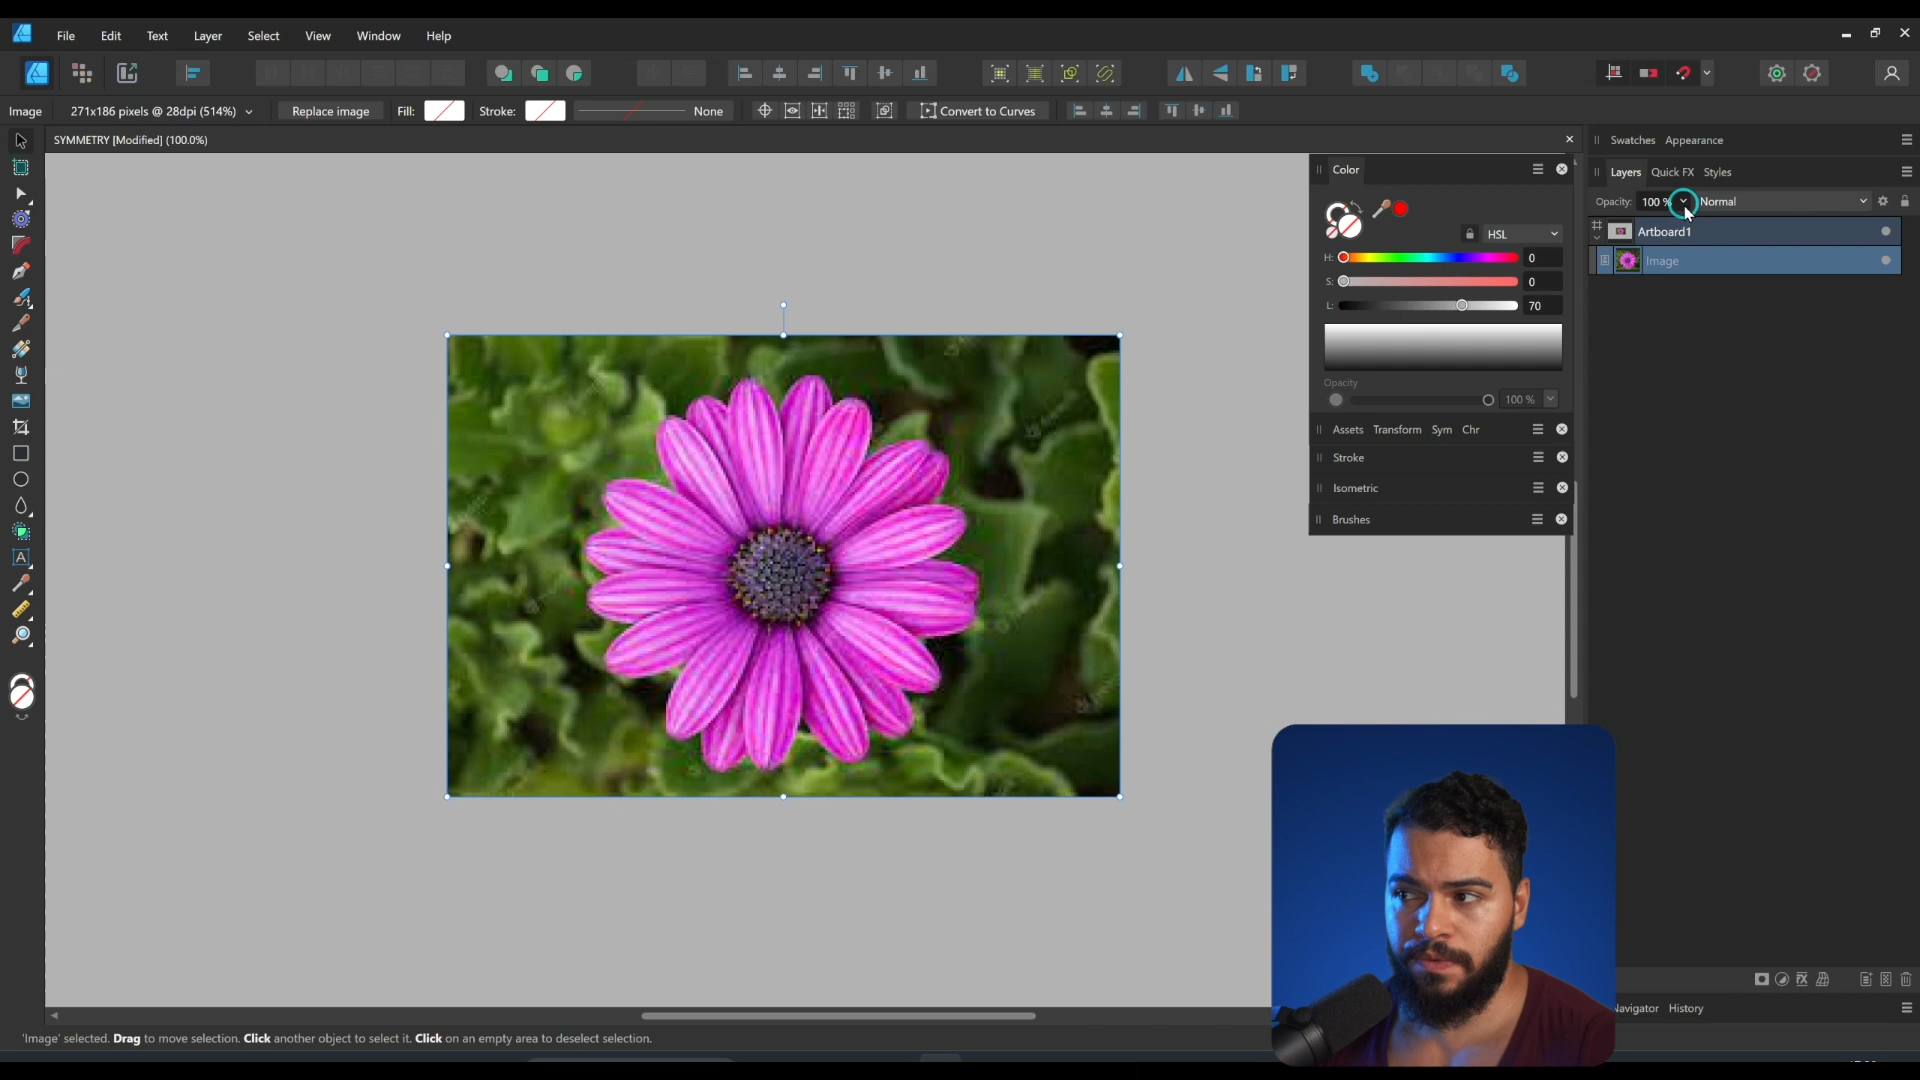 File Edit Text Layer Select View Window Help
Image 271x186 pixels @ 28dpi (514%) Replace image Fill: Stroke: None Convert to Curves
SYMMETRY [Modified] (100.0%)
Swatches Appearance
Color
Layers Quick FX Styles
Opacity: 100 % Normal
HSL
Artboard1
H: 0
Image
S: 0
L: 70
Opacity
100 %
Assets Transform Sym Chr
Stroke
Isometric
Brushes
A
FX
Navigator History
'Image' selected. Drag to move selection. Click another object to select it. Click on an empty area to deselect selection.